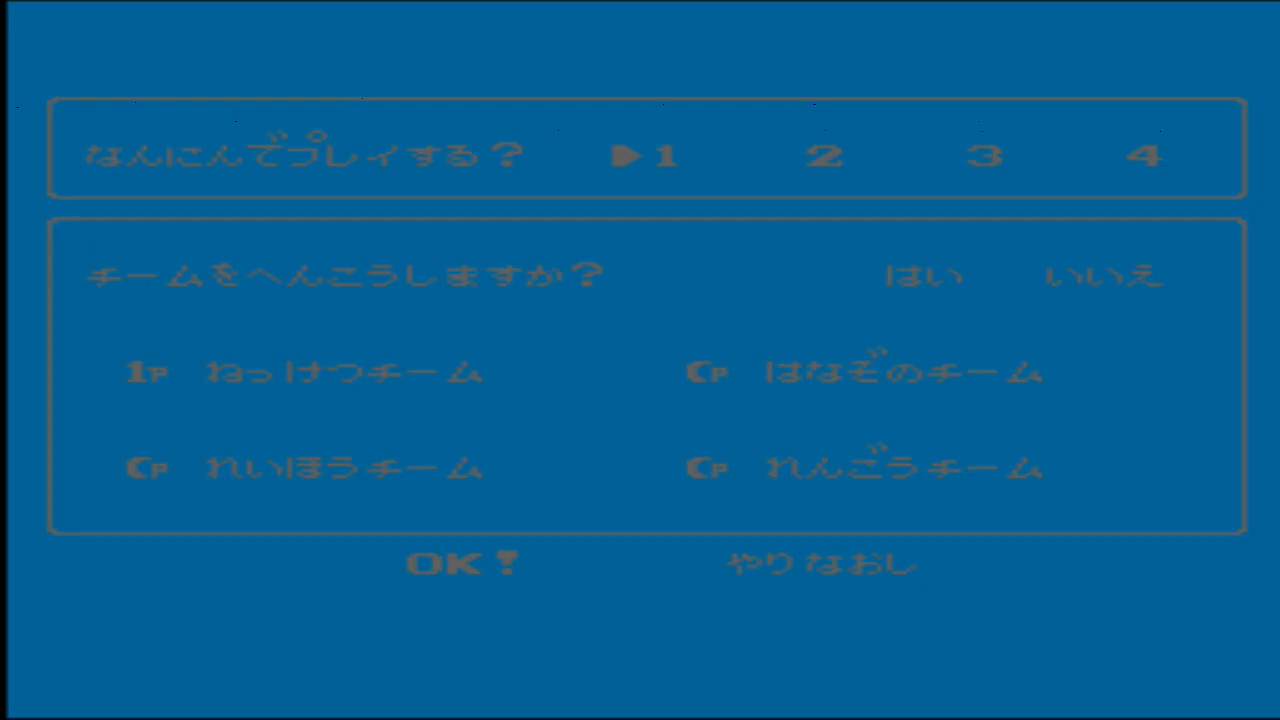 なんにんでプレイする？ ▶1 2 3 4
チームをへんこうしますか？ はい いいえ
1P ねっけつチーム CP はなぞのチーム
CP れいほうチーム CP れんごうチーム
OK! やりなおし